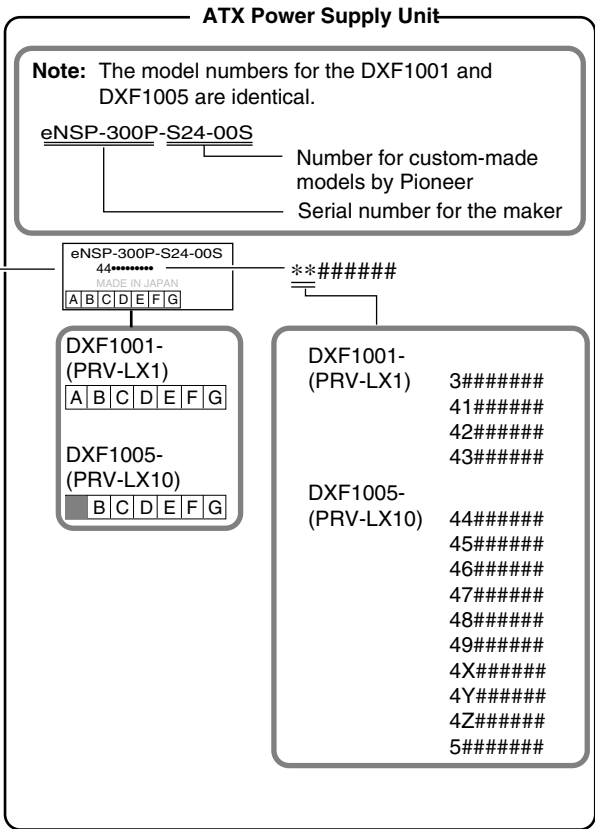 ATX Power Supply Unit
Note: The model numbers for the DXF1001 and
DXF1005 are identical.
eNSP-300P-S24-00S
Number for custom-made
models by Pioneer
Serial number for the maker
eNSP-300P-S24-00S
44•••••••••
MADE IN JAPAN
A B C D E F G
**######
DXF1001-
(PRV-LX1)
A B C D E F G
DXF1005-
(PRV-LX10)
B C D E F G
DXF1001-
(PRV-LX1) 3#######
41######
42######
43######
DXF1005-
(PRV-LX10) 44######
45######
46######
47######
48######
49######
4X######
4Y######
4Z######
5#######